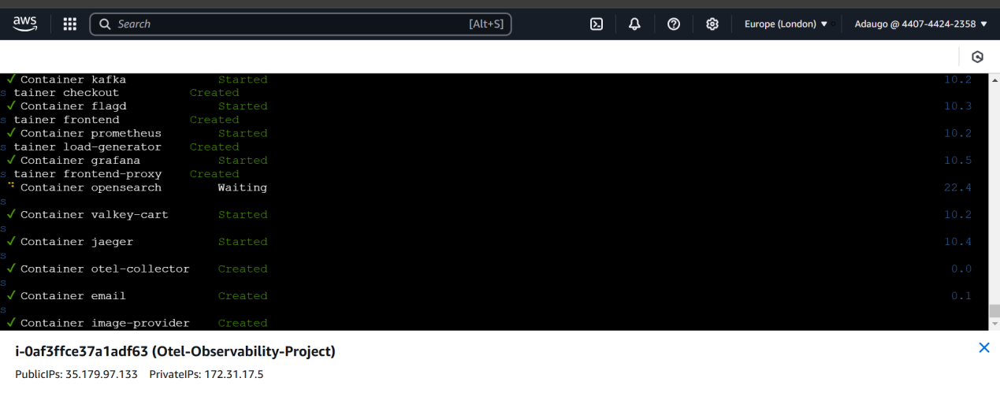 aws Search [Alt+S] Europe (London) ▼ Adaugo @ 4407-4424-2358 ▼
✓ Container kafka Started 10.2
s tainer checkout Created
✓ Container flagd Started 10.3
s tainer frontend Created
✓ Container prometheus Started 10.2
s tainer load-generator Created
✓ Container grafana Started 10.5
s tainer frontend-proxy Created
Container opensearch Waiting 22.4
s
✓ Container valkey-cart Started 10.2
s
✓ Container jaeger Started 10.4
s
✓ Container otel-collector Created 0.0
s
✓ Container email Created 0.1
s
✓ Container image-provider Created
i-0af3ffce37a1adf63 (Otel-Observability-Project)
PublicIPs: 35.179.97.133 PrivateIPs: 172.31.17.5